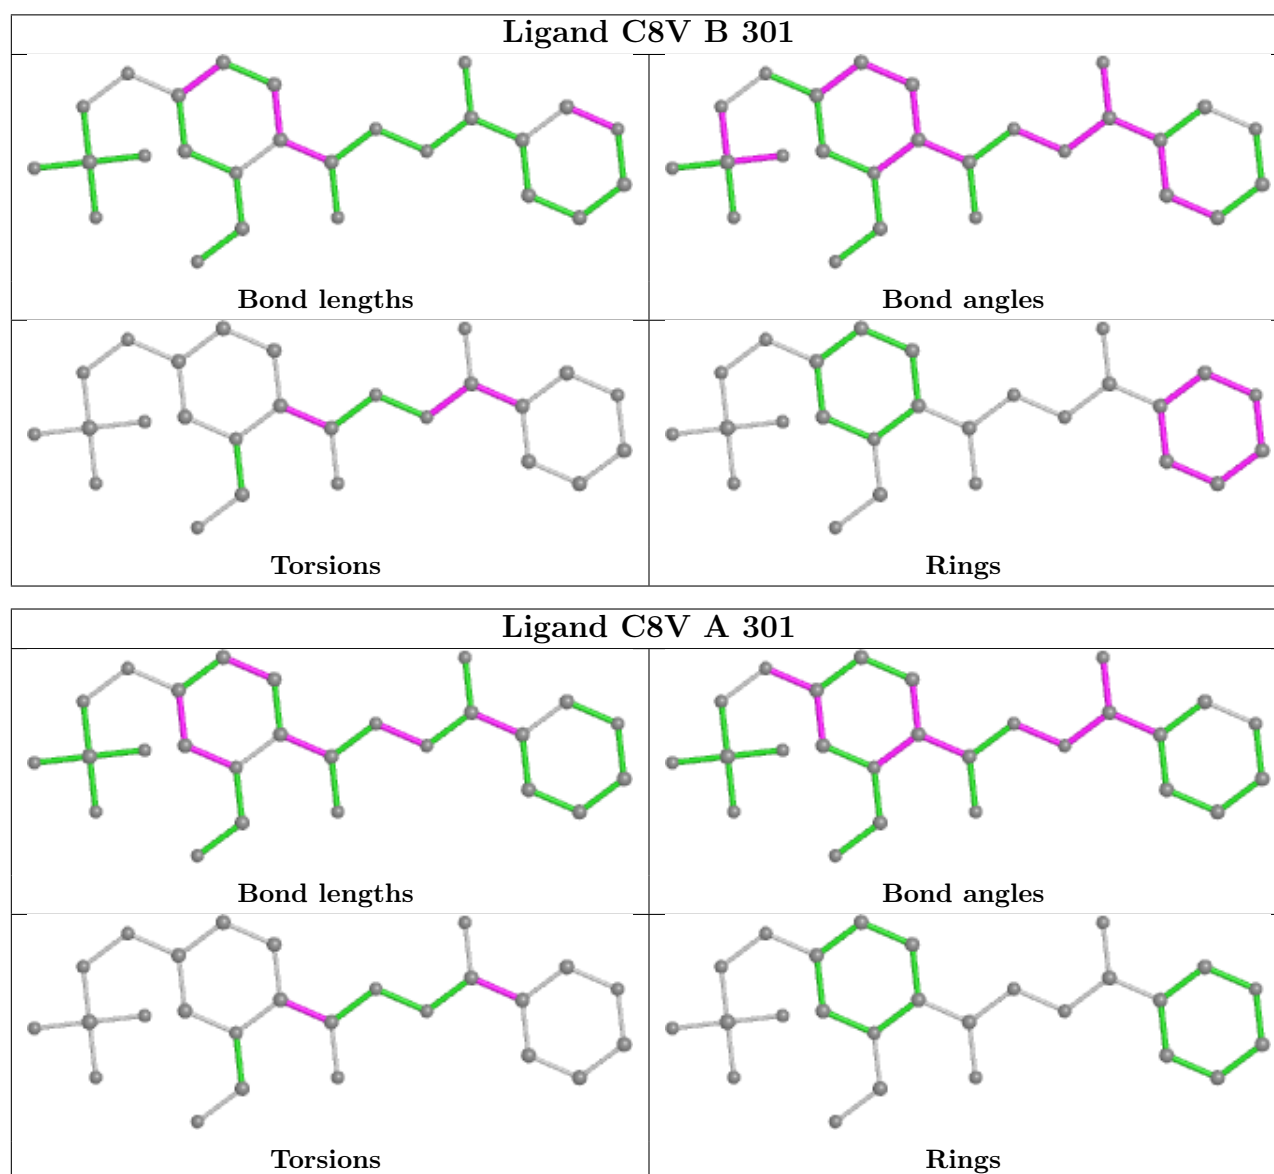 Ligand C8V B 301
Bond lengths
Bond angles
Torsions
Rings
Ligand C8V A 301
Bond lengths
Bond angles
Torsions
Rings